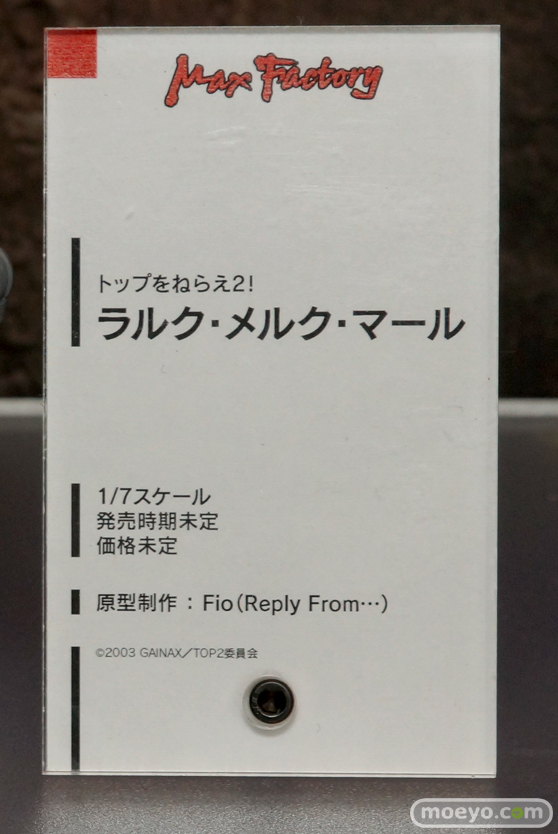 Max Factory
トップをねらえ2!
ラルク・メルク・マール
1/7スケール
発売時期未定
価格未定
原型制作：Fio(Reply From…)
©2003 GAINAX／TOP2委員会
moeyo.com